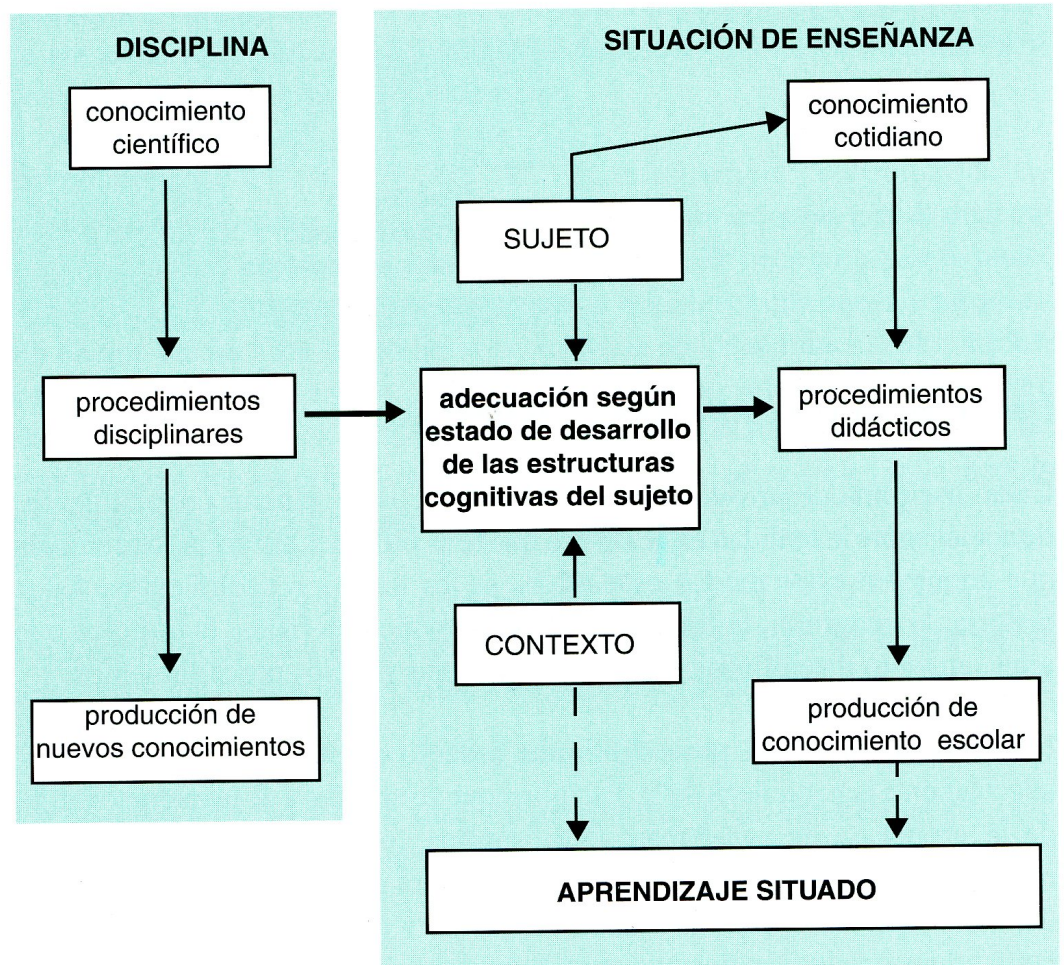 DISCIPLINA
conocimiento
científico
procedimientos
disciplinares
producción de
nuevos conocimientos
SITUACIÓN DE ENSEÑANZA
conocimiento
cotidiano
SUJETO
adecuación según
estado de desarrollo
de las estructuras
cognitivas del sujeto
procedimientos
didácticos
CONTEXTO
producción de
conocimiento escolar
APRENDIZAJE SITUADO